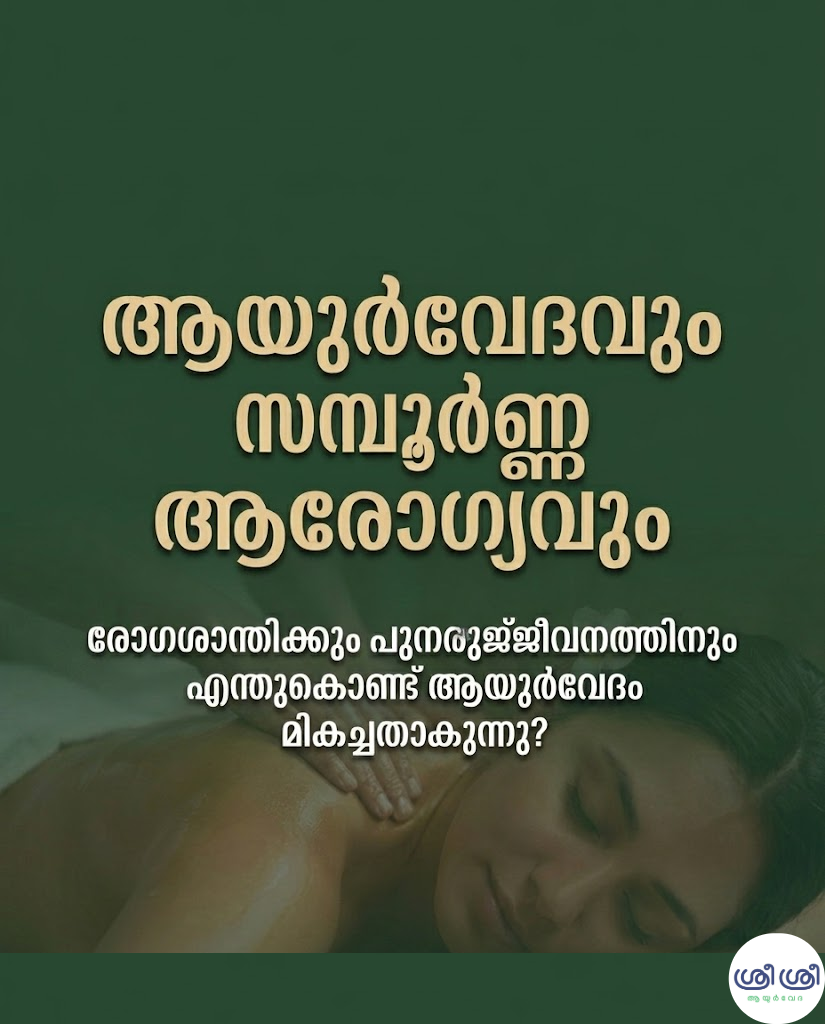 ആയുർവേദവും
സമ്പൂർണ്ണ
ആരോഗ്യവും
രോഗശാന്തിക്കും പുനരുജ്ജീവനത്തിനും
എന്തുകൊണ്ട് ആയുർവേദം
മികച്ചതാകുന്നു?
ശ്രീ ശ്രീ
ആയുർവേദ